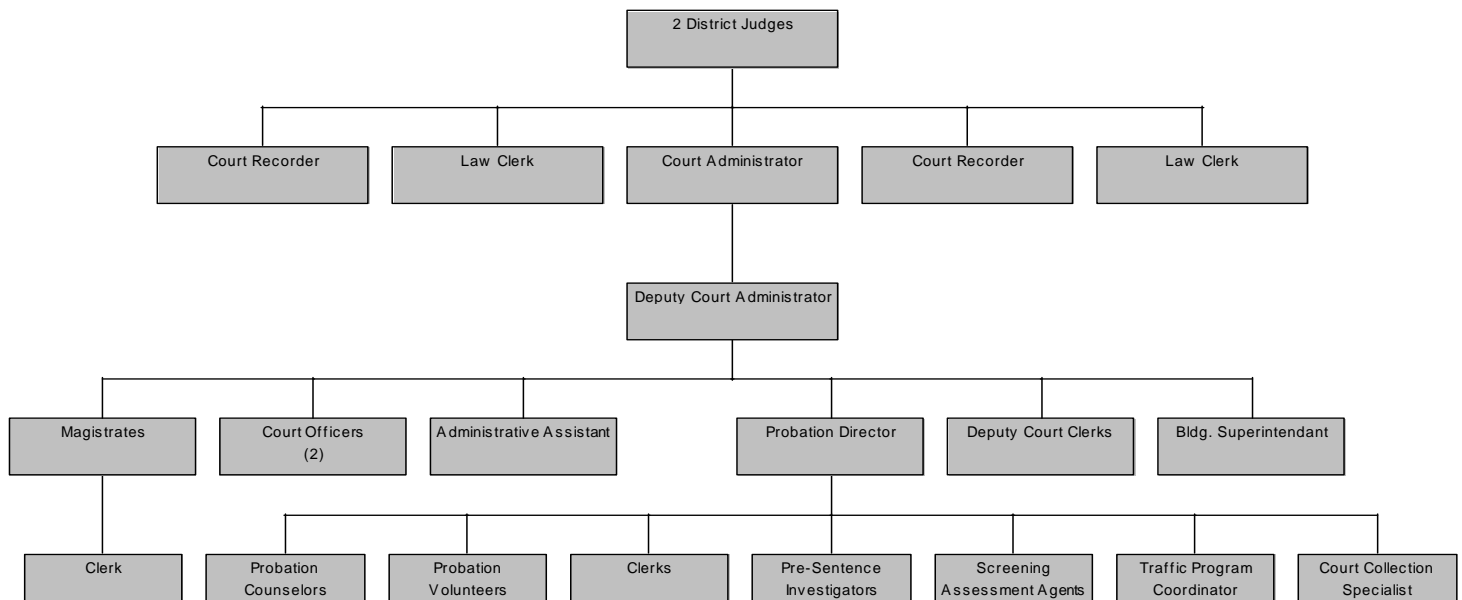 2 District Judges
Court Recorder
Law Clerk
Court Administrator
Court Recorder
Law Clerk
Deputy Court Administrator
Magistrates
Court Officers
(2)
Administrative Assistant
Probation Director
Deputy Court Clerks
Bldg. Superintendant
Clerk
Probation
Counselors
Probation
Volunteers
Clerks
Pre-Sentence
Investigators
Screening
Assessment Agents
Traffic Program
Coordinator
Court Collection
Specialist